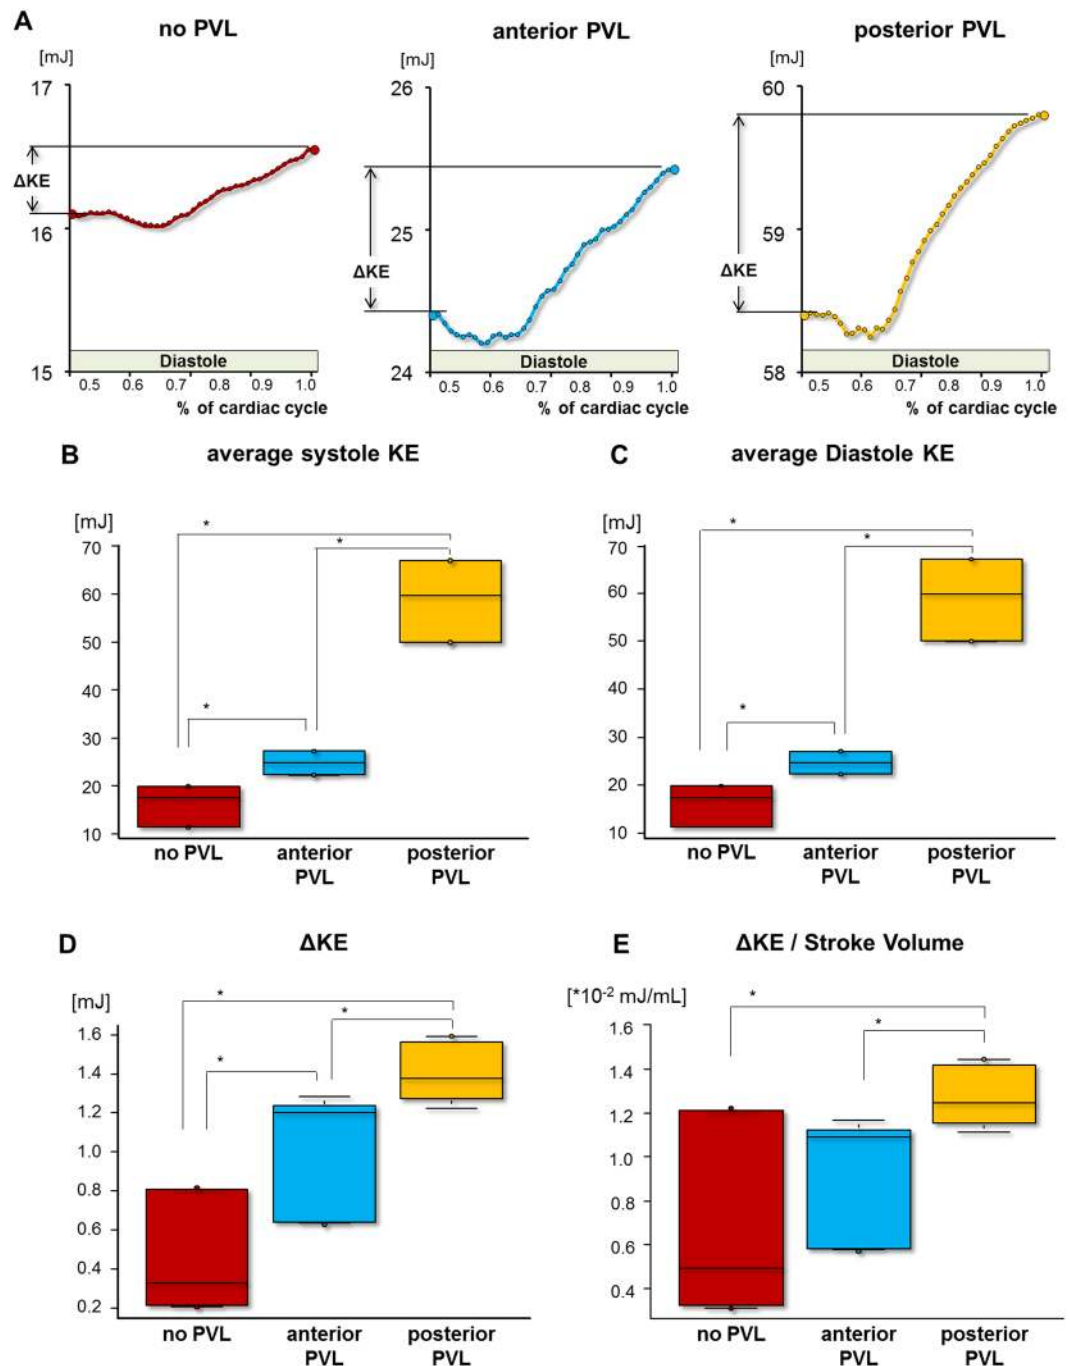 A
no PVL
anterior PVL
posterior PVL
[mJ]
[mJ]
[mJ]
17
16
15
ΔKE
Diastole
0.5 0.6 0.7 0.9 1.0
% of cardiac cycle
26
25
24
ΔKE
Diastole
0.5 0.6 0.7 0.9 1.0
% of cardiac cycle
60
59
58
ΔKE
Diastole
0.5 0.6 0.7 0.9 1.0
% of cardiac cycle
B
average systole KE
[mJ]
70
60
50
40
30
20
10
*
*
*
no PVL
anterior
PVL
posterior
PVL
C
average Diastole KE
[mJ]
70
60
50
40
30
20
10
*
*
*
no PVL
anterior
PVL
posterior
PVL
D
ΔKE
[mJ]
1.6
1.4
1.2
1.0
0.8
0.6
0.4
0.2
*
*
*
no PVL
anterior
PVL
posterior
PVL
E
ΔKE / Stroke Volume
[*10-2 mJ/mL]
1.6
1.4
1.2
1.0
0.8
0.6
0.4
*
*
no PVL
anterior
PVL
posterior
PVL